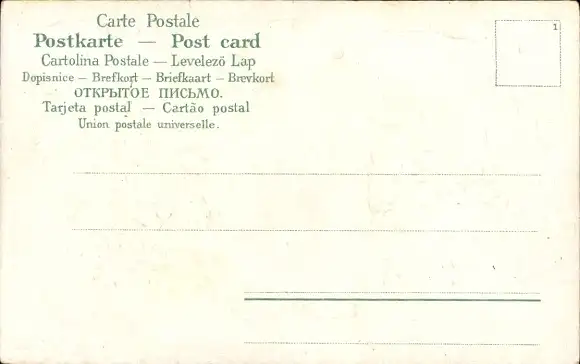 Carte Postale
Postkarte — Post card
Cartolina Postale — Levelező Lap
Dopisnice — Brefkort — Briefkaart — Brevkort
ОТКРЫТОЕ ПИСЬМО.
Tarjeta postal — Cartão postal
Union postale universelle.
1